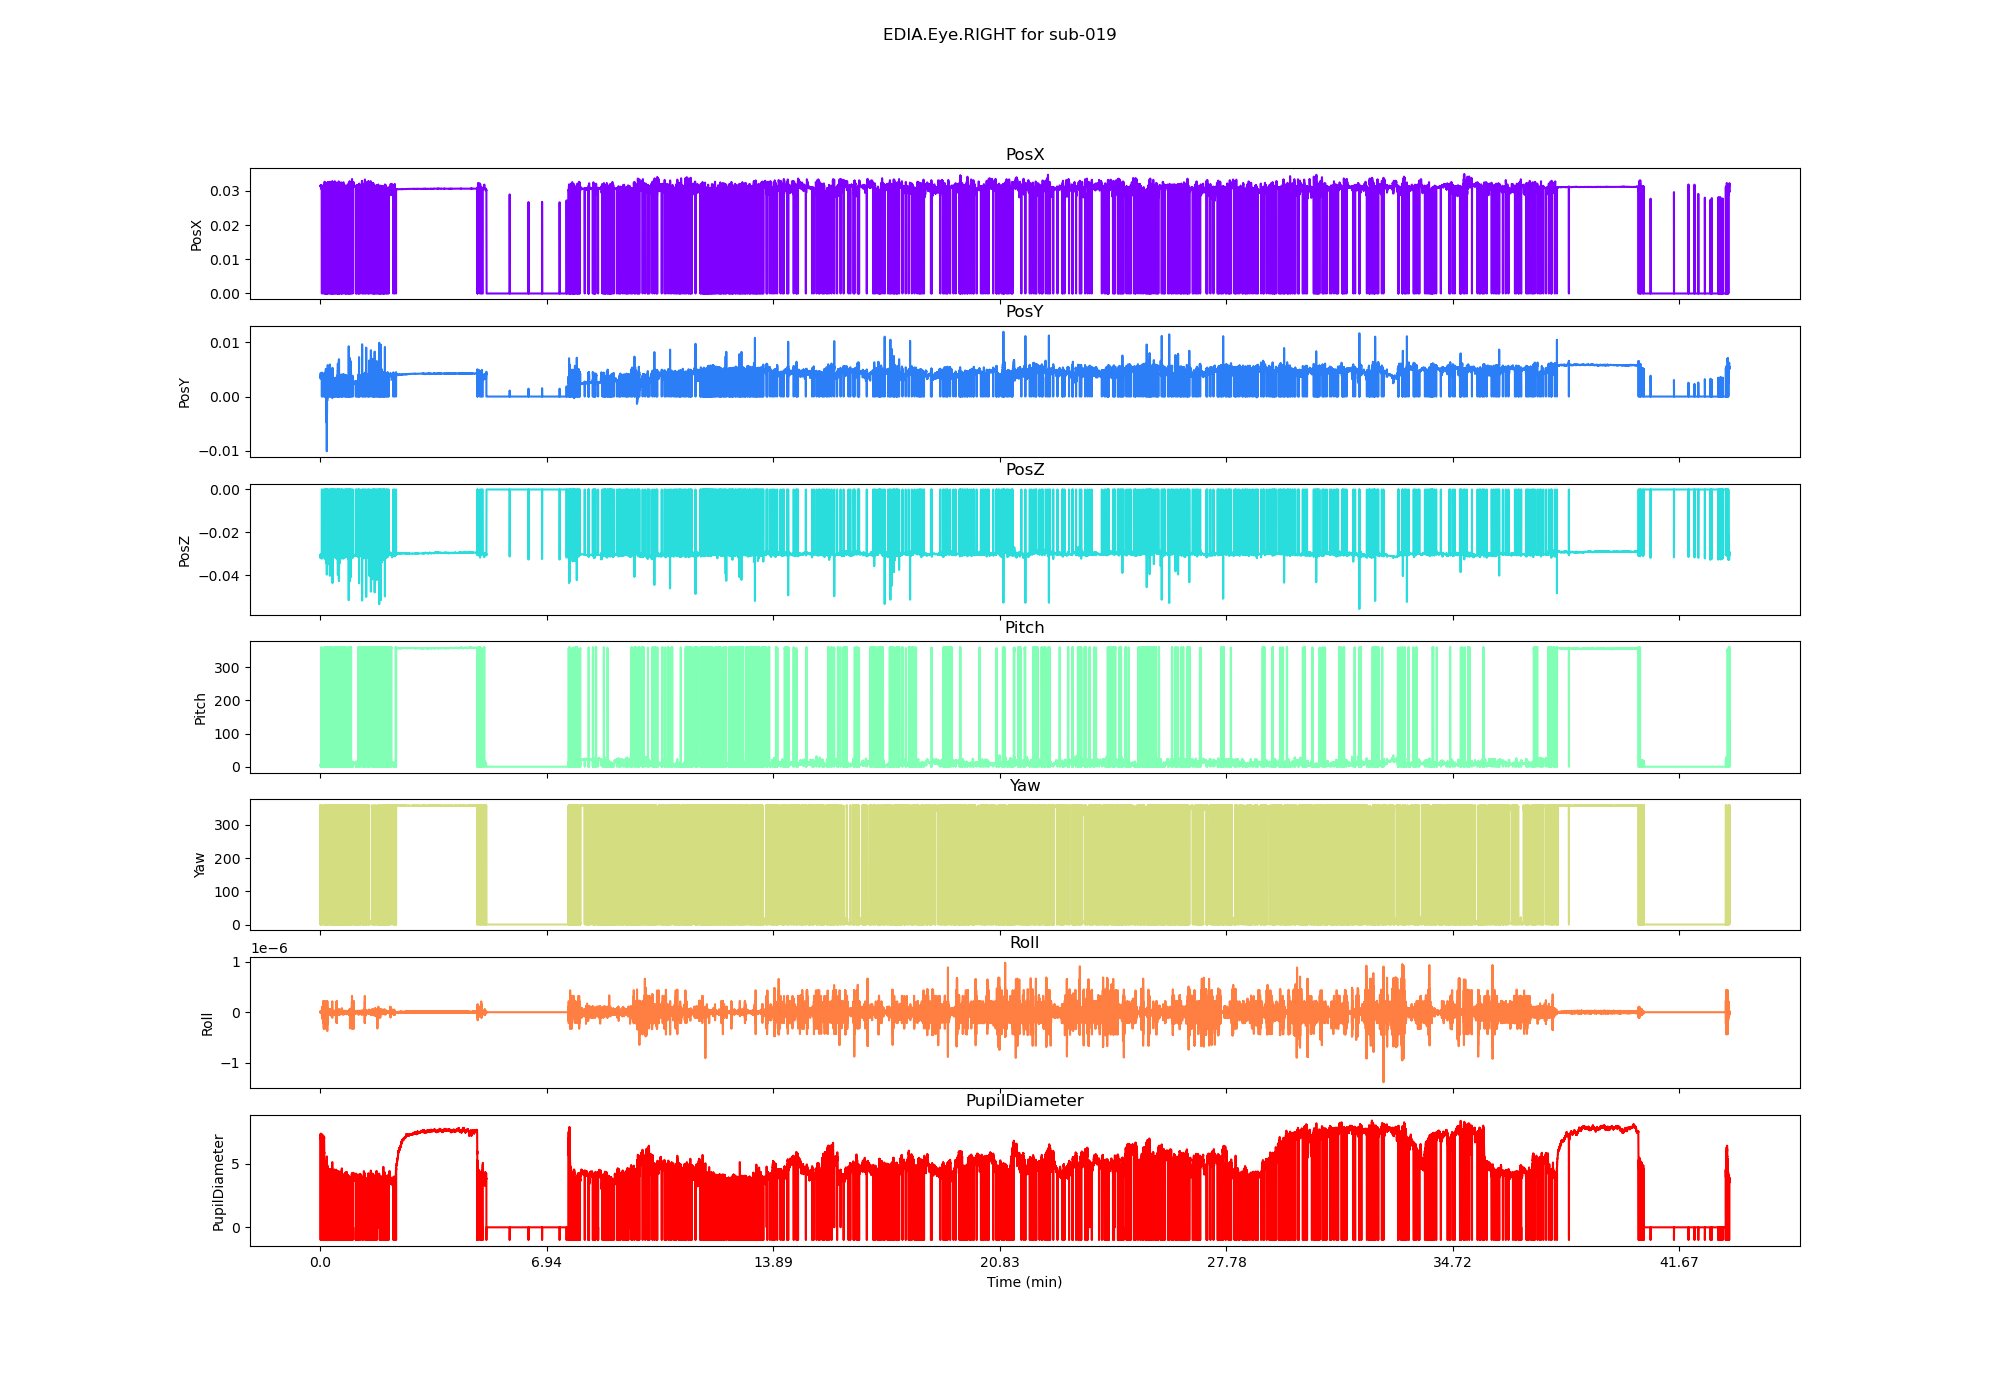 EDIA.Eye.RIGHT for sub-019
PosX
PosX
0.03
0.02
0.01
0.00
PosY
PosY
0.01
0.00
−0.01
PosZ
PosZ
0.00
−0.02
−0.04
Pitch
Pitch
300
200
100
0
Yaw
Yaw
300
200
100
0
1e−6
Roll
Roll
1
0
−1
PupilDiameter
PupilDiameter
5
0
0.0 6.94 13.89 20.83 27.78 34.72 41.67
Time (min)